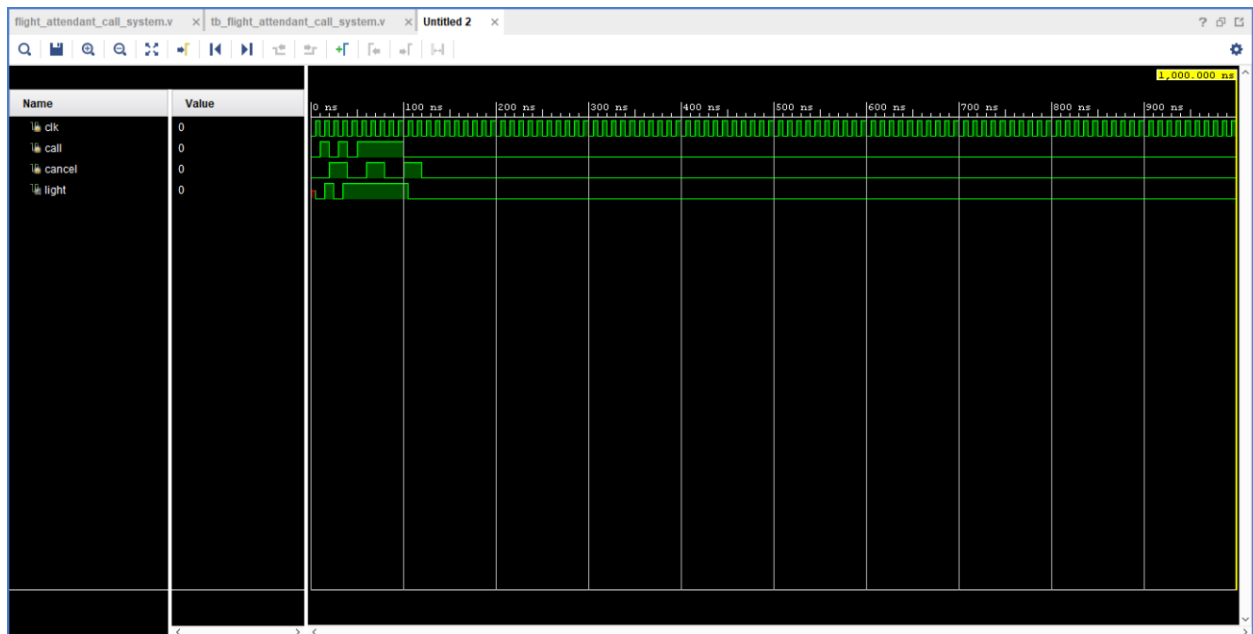 flight_attendant_call_system.v × tb_flight_attendant_call_system.v × Untitled 2 × ?
1,000.000 ns
Name Value 0 ns 100 ns 200 ns 300 ns 400 ns 500 ns 600 ns 700 ns 800 ns 900 ns
clk 0
call 0
cancel 0
light 0